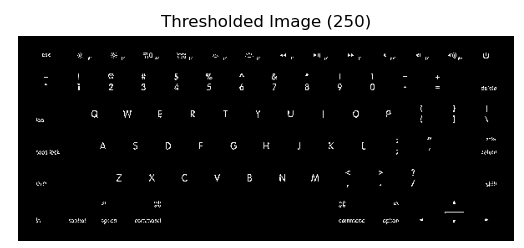 Thresholded Image (250)
esc
~ ! @ # $ % ^ & * ( ) _ +
` 1 2 3 4 5 6 7 8 9 0 - = delete
Q W E R T Y U I O P { } |
tab [ ] \
A S D F G H J K L : "
caps lock ; ' return
Z X C V B N M < > ?
shift , . / shift
fn control option command command option